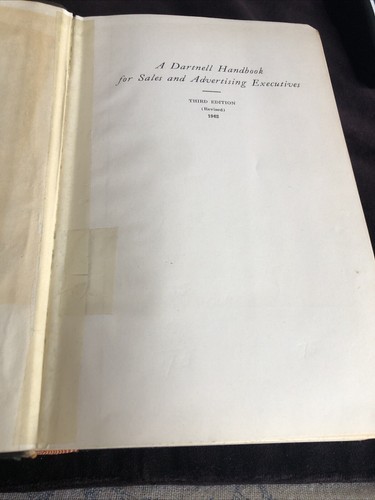 A Dartnell Handbook
for Sales and Advertising Executives
THIRD EDITION
(Revised)